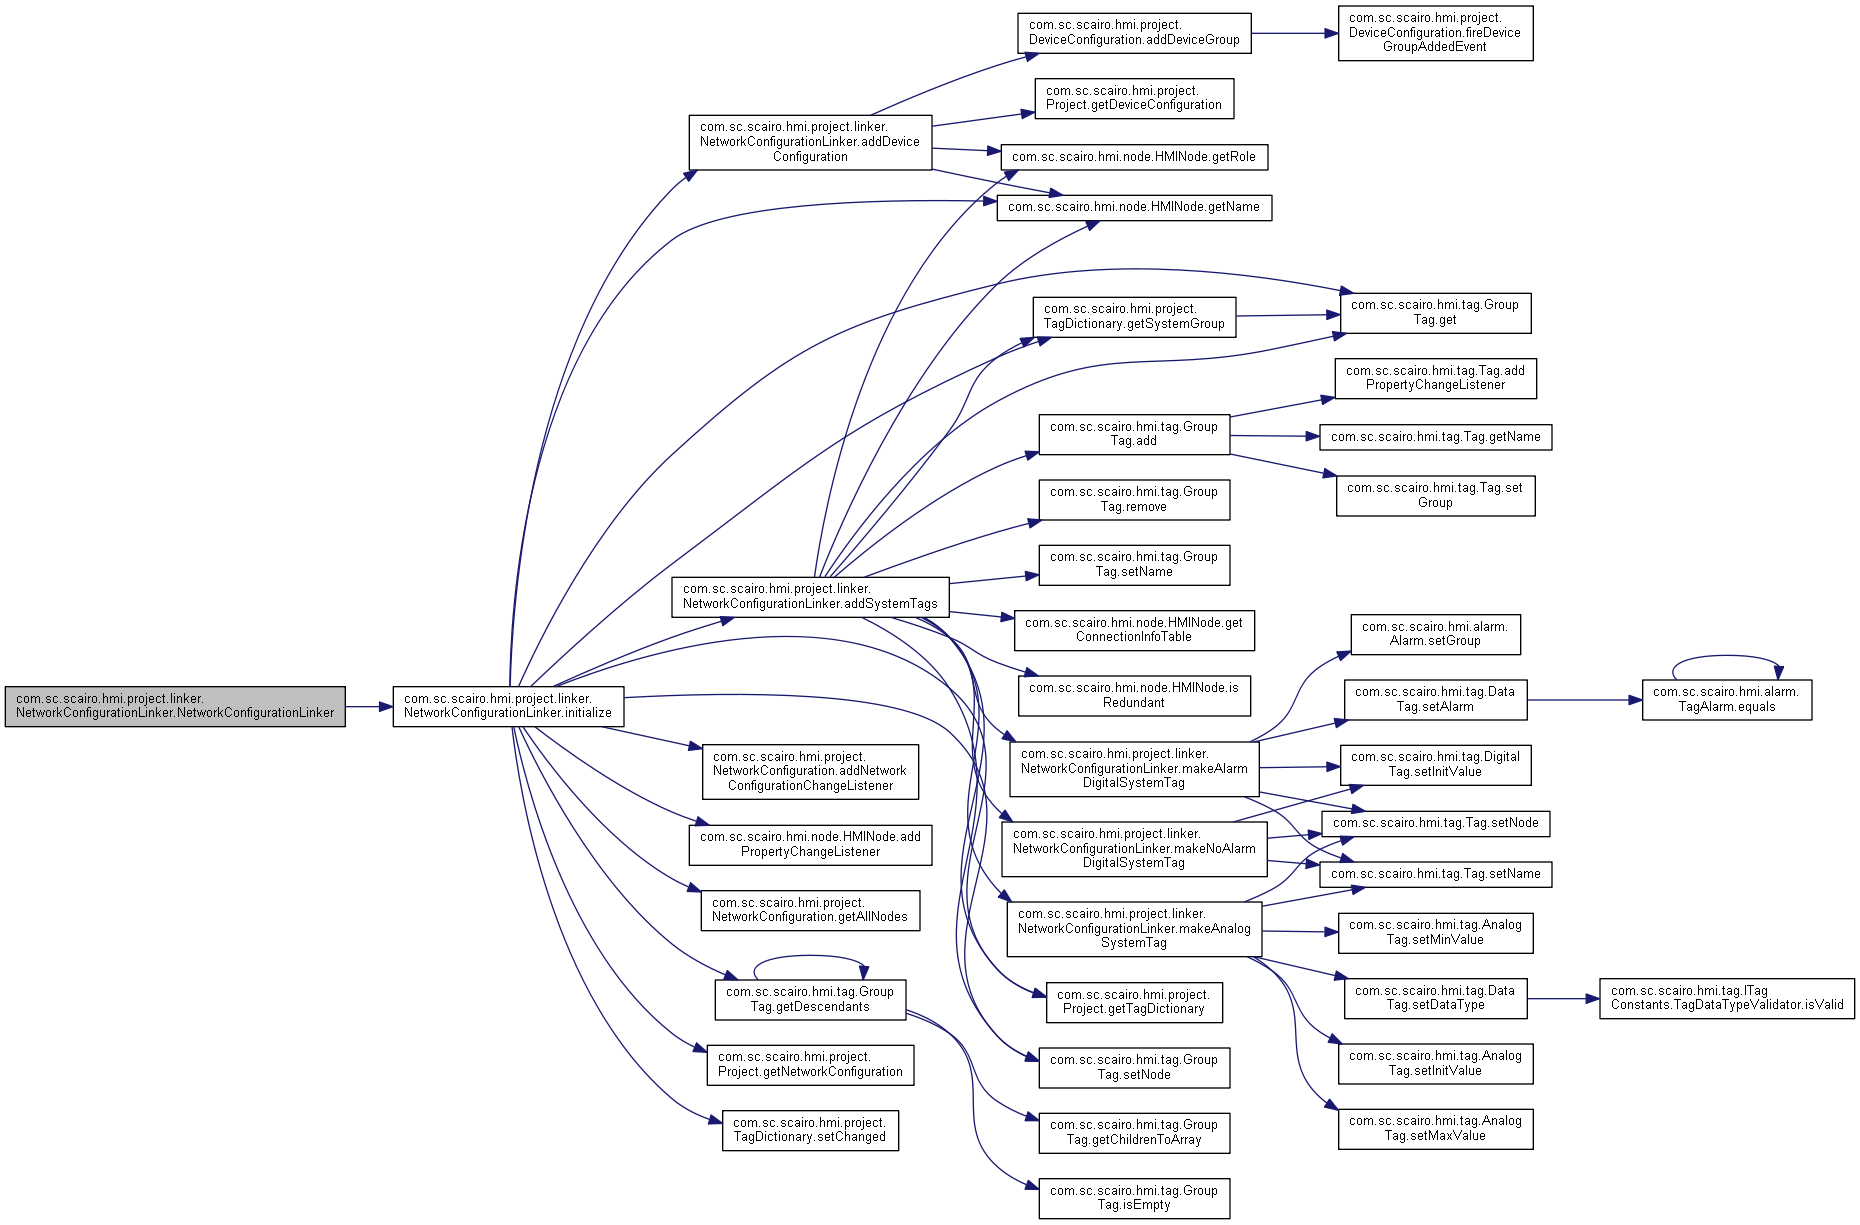 com.sc.scairo.hmi.project.linker.
NetworkConfigurationLinker.NetworkConfigurationLinker
com.sc.scairo.hmi.project.linker.
NetworkConfigurationLinker.initialize
com.sc.scairo.hmi.project.linker.
NetworkConfigurationLinker.addDevice
Configuration
com.sc.scairo.hmi.project.linker.
NetworkConfigurationLinker.addSystemTags
com.sc.scairo.hmi.project.
NetworkConfiguration.addNetwork
ConfigurationChangeListener
com.sc.scairo.hmi.node.HMINode.add
PropertyChangeListener
com.sc.scairo.hmi.project.
NetworkConfiguration.getAllNodes
com.sc.scairo.hmi.tag.Group
Tag.getDescendants
com.sc.scairo.hmi.project.
Project.getNetworkConfiguration
com.sc.scairo.hmi.project.
TagDictionary.setChanged
com.sc.scairo.hmi.project.
DeviceConfiguration.addDeviceGroup
com.sc.scairo.hmi.project.
Project.getDeviceConfiguration
com.sc.scairo.hmi.node.HMINode.getRole
com.sc.scairo.hmi.node.HMINode.getName
com.sc.scairo.hmi.project.
TagDictionary.getSystemGroup
com.sc.scairo.hmi.tag.Group
Tag.add
com.sc.scairo.hmi.tag.Group
Tag.remove
com.sc.scairo.hmi.tag.Group
Tag.setName
com.sc.scairo.hmi.node.HMINode.get
ConnectionInfoTable
com.sc.scairo.hmi.node.HMINode.is
Redundant
com.sc.scairo.hmi.project.linker.
NetworkConfigurationLinker.makeAlarm
DigitalSystemTag
com.sc.scairo.hmi.project.linker.
NetworkConfigurationLinker.makeNoAlarm
DigitalSystemTag
com.sc.scairo.hmi.project.linker.
NetworkConfigurationLinker.makeAnalog
SystemTag
com.sc.scairo.hmi.project.
Project.getTagDictionary
com.sc.scairo.hmi.tag.Group
Tag.setNode
com.sc.scairo.hmi.tag.Group
Tag.getChildrenToArray
com.sc.scairo.hmi.tag.Group
Tag.isEmpty
com.sc.scairo.hmi.project.
DeviceConfiguration.fireDevice
GroupAddedEvent
com.sc.scairo.hmi.tag.Group
Tag.get
com.sc.scairo.hmi.tag.Tag.add
PropertyChangeListener
com.sc.scairo.hmi.tag.Tag.getName
com.sc.scairo.hmi.tag.Tag.set
Group
com.sc.scairo.hmi.alarm.
Alarm.setGroup
com.sc.scairo.hmi.tag.Data
Tag.setAlarm
com.sc.scairo.hmi.tag.Digital
Tag.setInitValue
com.sc.scairo.hmi.tag.Tag.setNode
com.sc.scairo.hmi.tag.Tag.setName
com.sc.scairo.hmi.tag.Analog
Tag.setMinValue
com.sc.scairo.hmi.tag.Data
Tag.setDataType
com.sc.scairo.hmi.tag.Analog
Tag.setInitValue
com.sc.scairo.hmi.tag.Analog
Tag.setMaxValue
com.sc.scairo.hmi.alarm.
TagAlarm.equals
com.sc.scairo.hmi.tag.ITag
Constants.TagDataTypeValidator.isValid